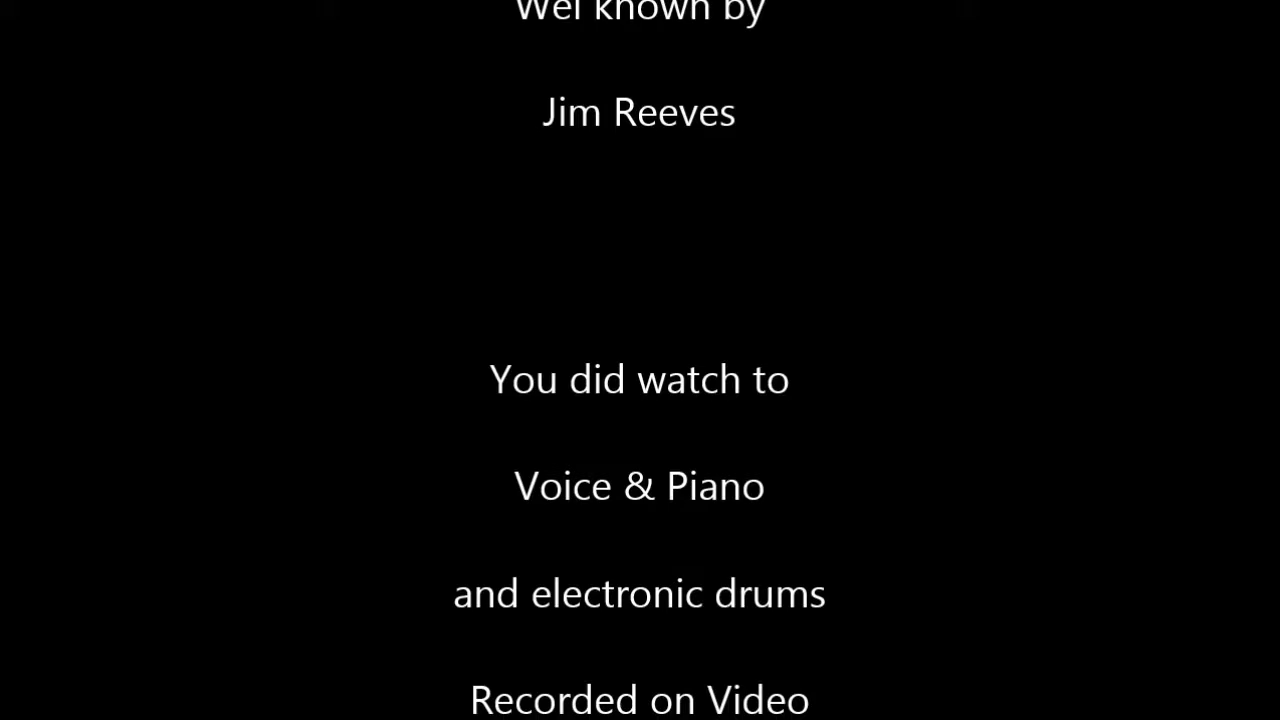 Wel known by
Jim Reeves
You did watch to
Voice & Piano
and electronic drums
Recorded on Video